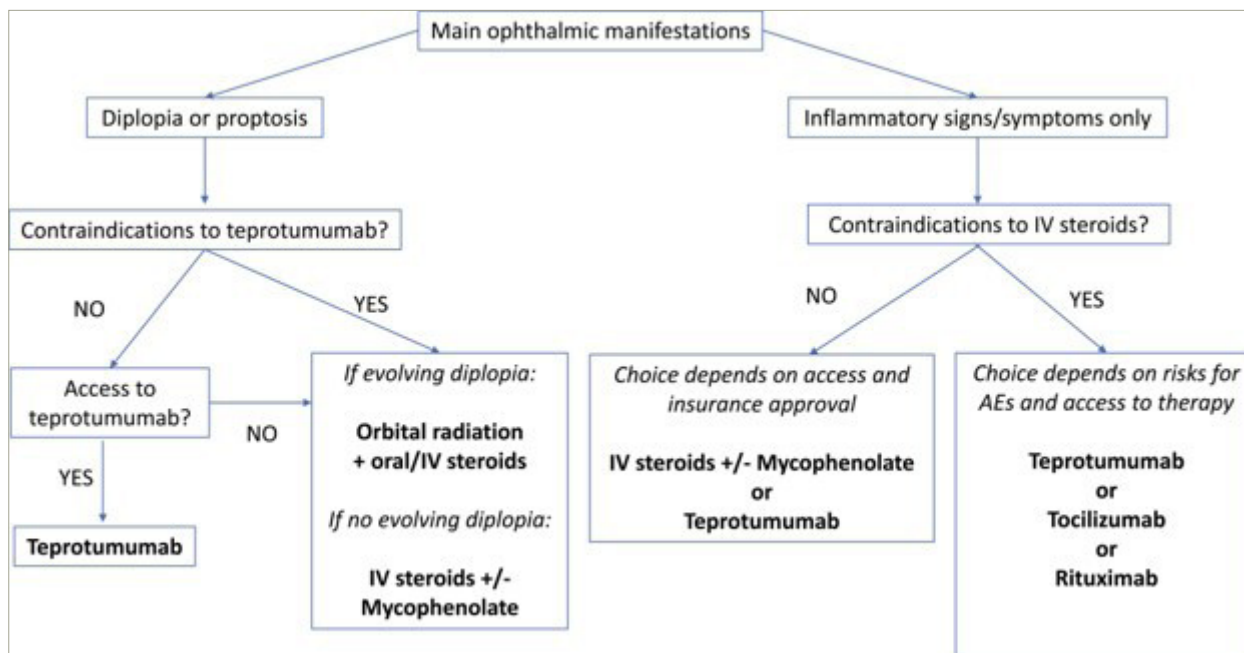 Main ophthalmic manifestations
Diplopia or proptosis
Inflammatory signs/symptoms only
Contraindications to teprotumumab?
Contraindications to IV steroids?
NO
YES
NO
YES
Access to
teprotumumab?
NO
YES
Teprotumumab
If evolving diplopia:
Orbital radiation
+ oral/IV steroids
If no evolving diplopia:
IV steroids +/-
Mycophenolate
Choice depends on access and
insurance approval
IV steroids +/- Mycophenolate
or
Teprotumumab
Choice depends on risks for
AEs and access to therapy
Teprotumumab
or
Tocilizumab
or
Rituximab